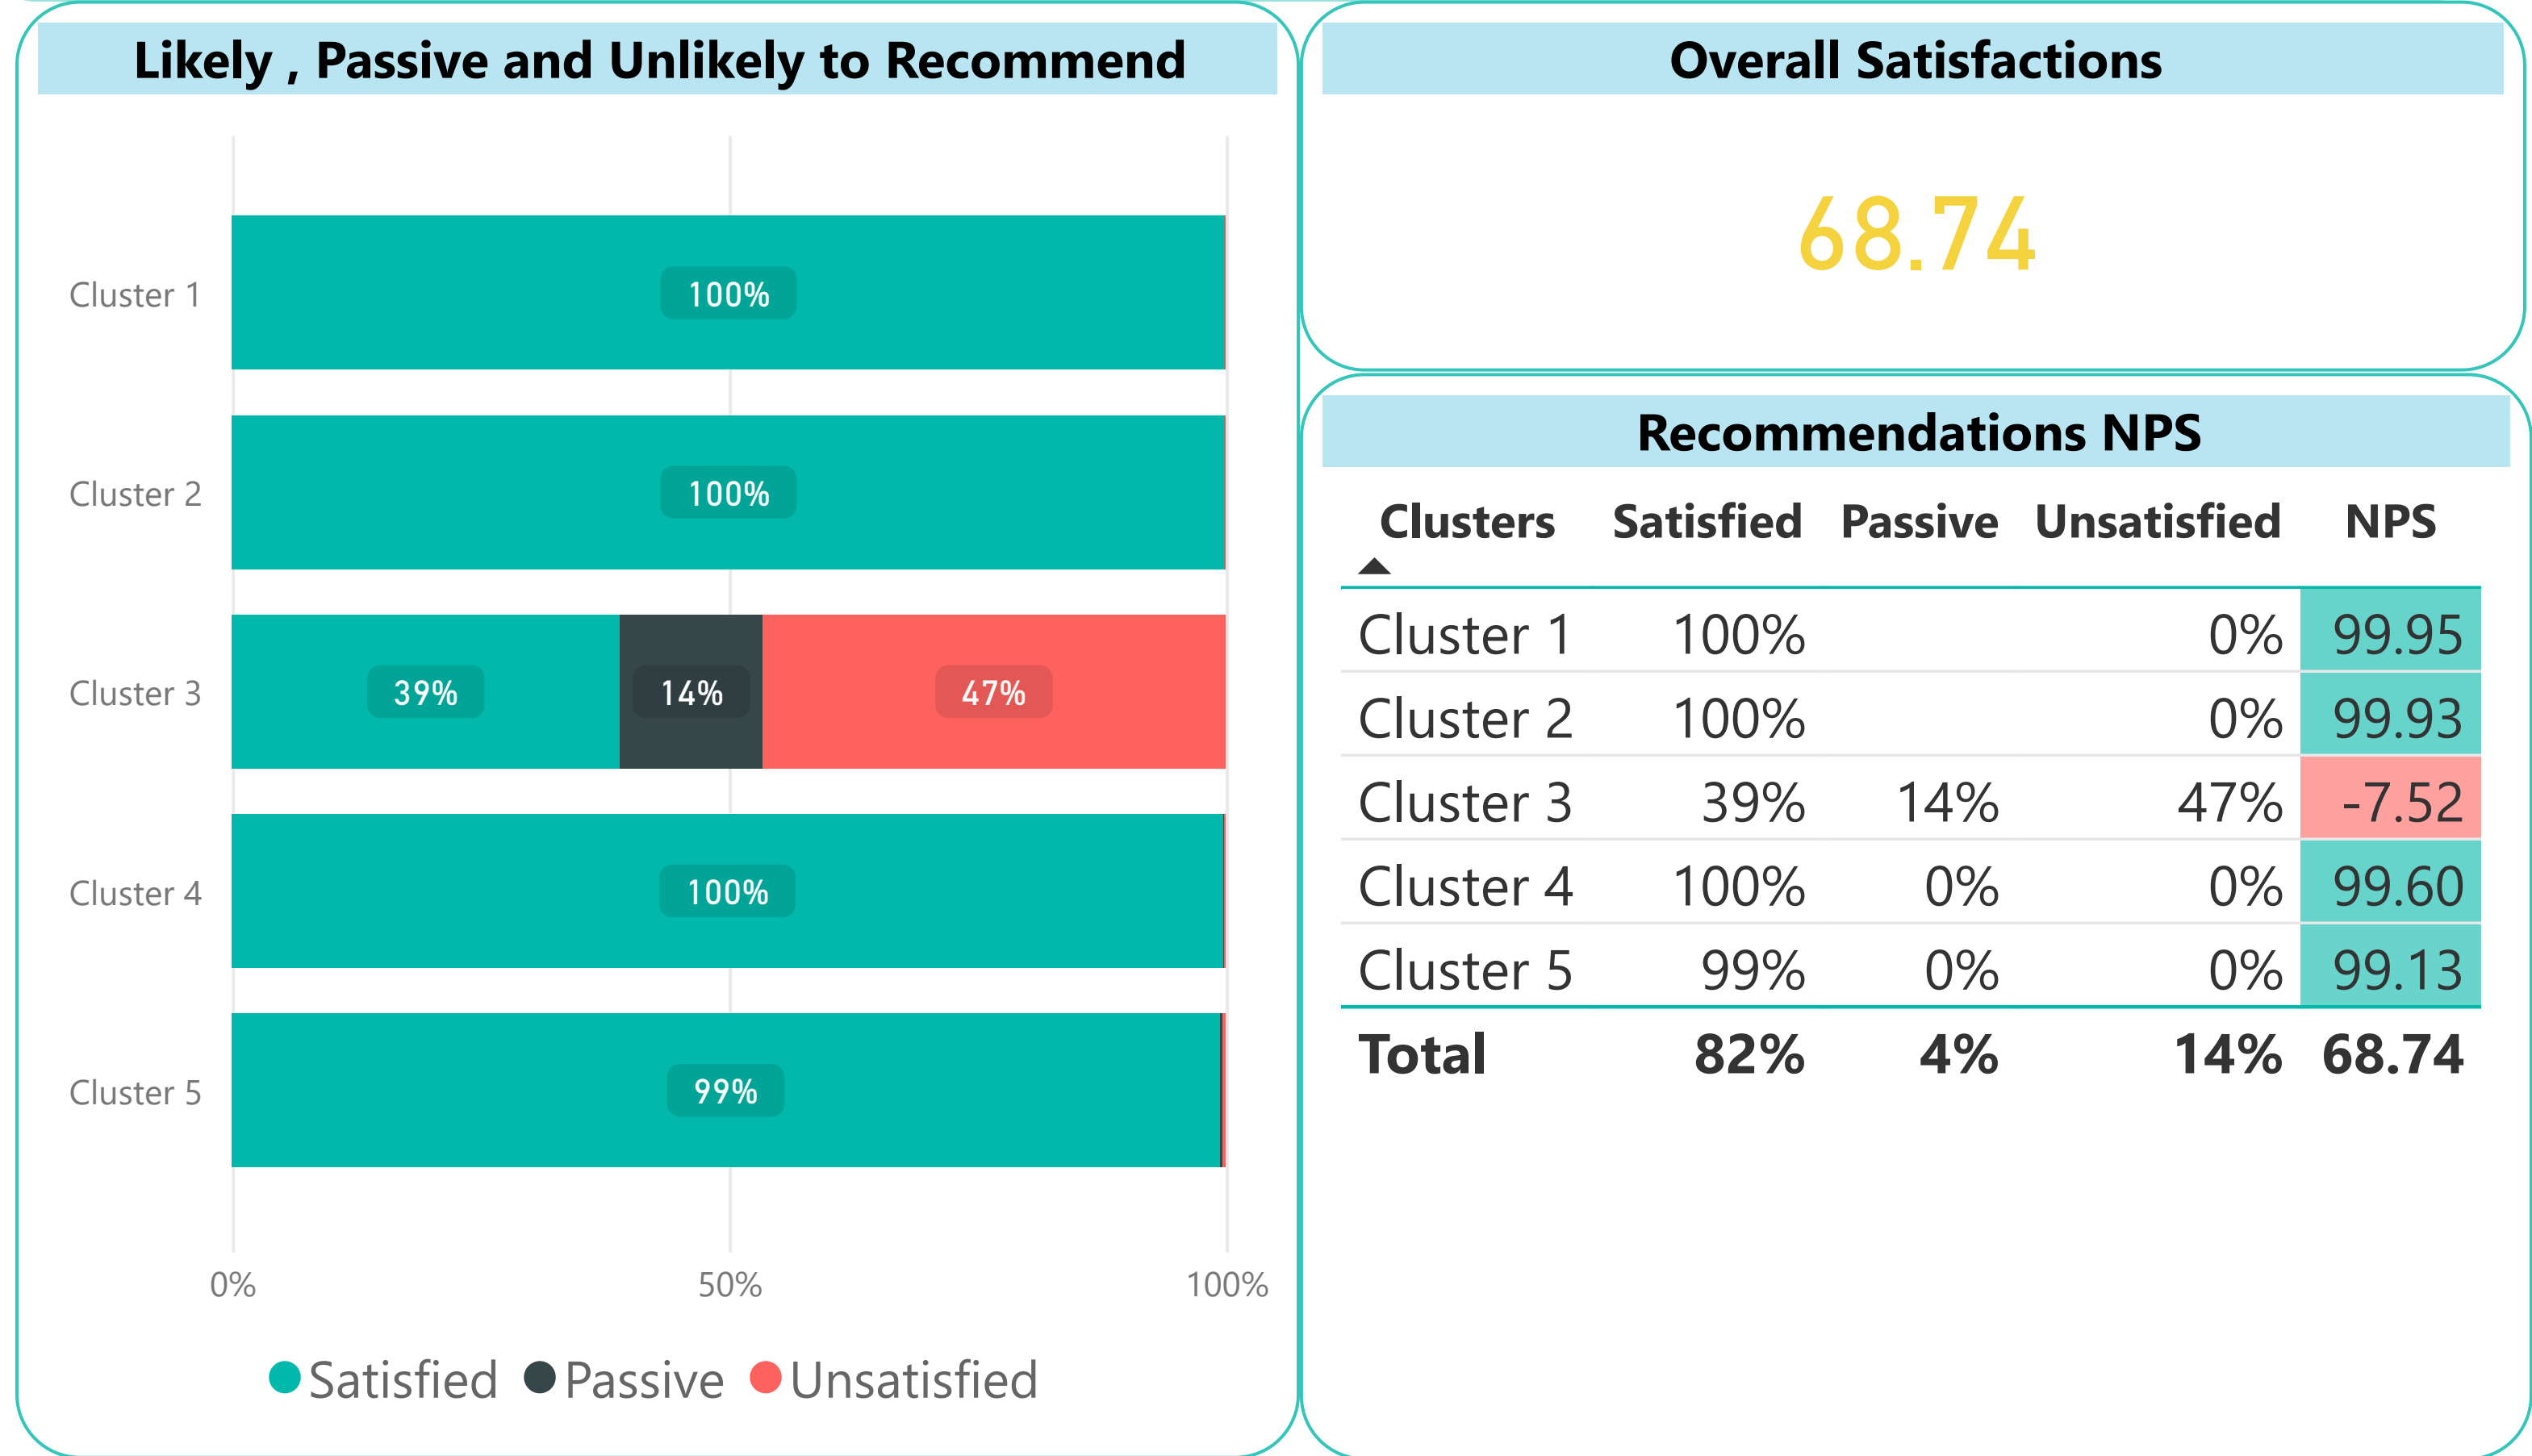 Likely , Passive and Unlikely to Recommend
Cluster 1
100%
Cluster 2
100%
Cluster 3
39% 14% 47%
Cluster 4
100%
Cluster 5
99%
0% 50% 100%
Satisfied Passive Unsatisfied
Overall Satisfactions
68.74
Recommendations NPS
Clusters Satisfied Passive Unsatisfied NPS
Cluster 1 100% 0% 99.95
Cluster 2 100% 0% 99.93
Cluster 3 39% 14% 47% -7.52
Cluster 4 100% 0% 0% 99.60
Cluster 5 99% 0% 0% 99.13
Total 82% 4% 14% 68.74